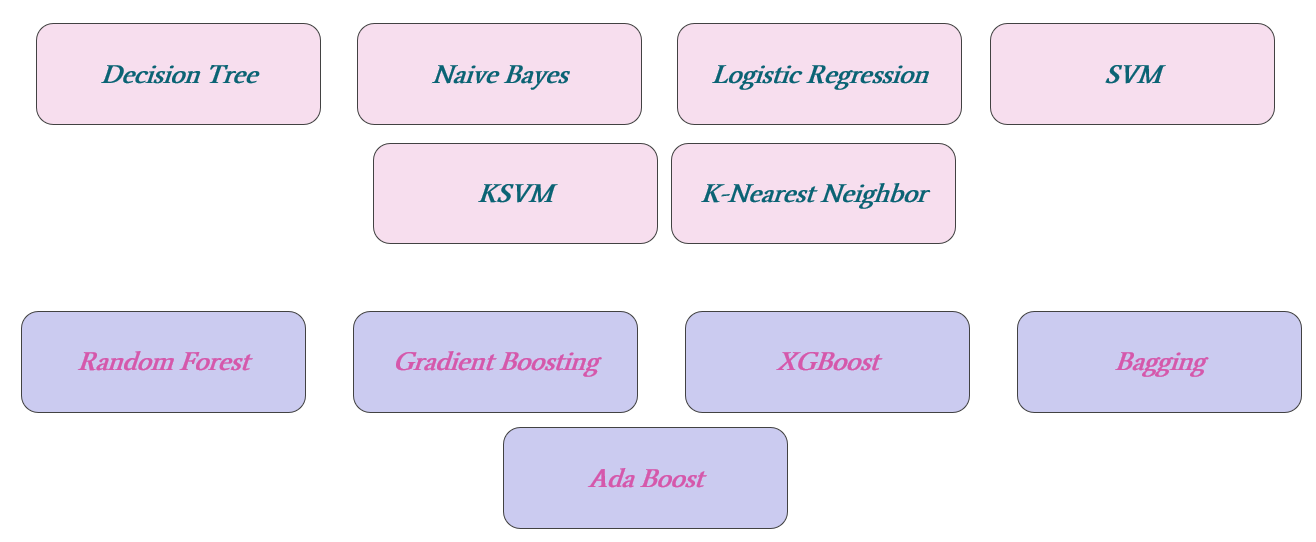 Decision Tree
Naive Bayes
Logistic Regression
SVM
KSVM
K-Nearest Neighbor
Random Forest
Gradient Boosting
XGBoost
Bagging
Ada Boost